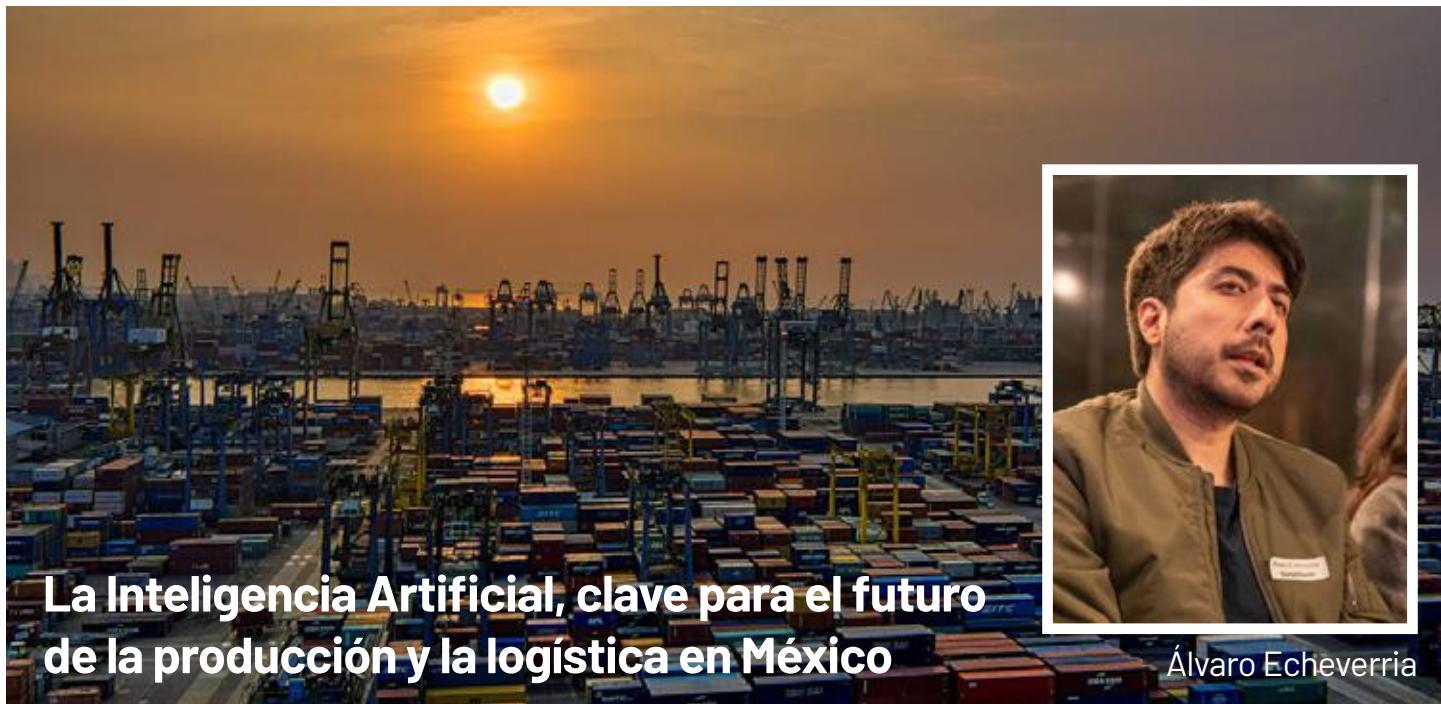 La Inteligencia Artificial, clave para el futuro
de la producción y la logística en México
Álvaro Echeverria